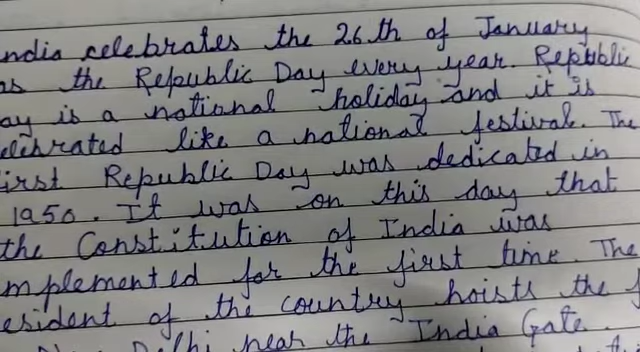 ndia celebrates the 26th of January
as the Republic Day every year. Republic
ay is a national holiday and it is
elebrated like a national festival. The
irst Republic Day was dedicated in
1950. It was on this day that
the Constitution of India was
mplemented for the first time. The
esident of the country hoists the f
Delhi near the India Gate.